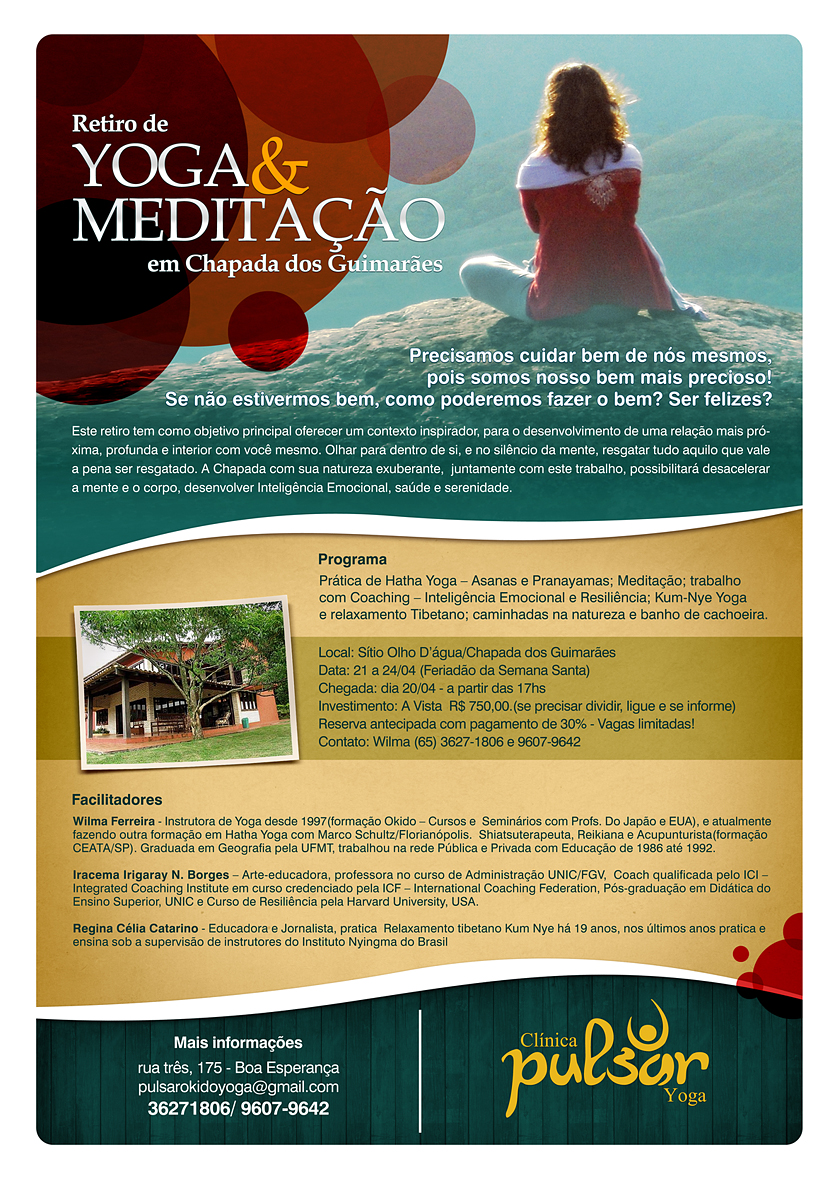 Retiro de
YOGA&
MEDITAÇÃO
em Chapada dos Guimarães
Precisamos cuidar bem de nós mesmos,
pois somos nosso bem mais precioso!
Se não estivermos bem, como poderemos fazer o bem? Ser felizes?
Este retiro tem como objetivo principal oferecer um contexto inspirador, para o desenvolvimento de uma relação mais pró-
xima, profunda e interior com você mesmo. Olhar para dentro de si, e no silêncio da mente, resgatar tudo aquilo que vale
a pena ser resgatado. A Chapada com sua natureza exuberante, juntamente com este trabalho, possibilitará desacelerar
a mente e o corpo, desenvolver Inteligência Emocional, saúde e serenidade.
Programa
Prática de Hatha Yoga – Asanas e Pranayamas; Meditação; trabalho
com Coaching – Inteligência Emocional e Resiliência; Kum-Nye Yoga
e relaxamento Tibetano; caminhadas na natureza e banho de cachoeira.
Local: Sítio Olho D'água/Chapada dos Guimarães
Data: 21 a 24/04 (Feriadão da Semana Santa)
Chegada: dia 20/04 - a partir das 17hs
Investimento: A Vista R$ 750,00.(se precisar dividir, ligue e se informe)
Reserva antecipada com pagamento de 30% - Vagas limitadas!
Contato: Wilma (65) 3627-1806 e 9607-9642
Facilitadores
Wilma Ferreira - Instrutora de Yoga desde 1997(formação Okido – Cursos e Seminários com Profs. Do Japão e EUA), e atualmente
fazendo outra formação em Hatha Yoga com Marco Schultz/Florianópolis. Shiatsuterapeuta, Reikiana e Acupunturista(formação
CEATA/SP). Graduada em Geografia pela UFMT, trabalhou na rede Pública e Privada com Educação de 1986 até 1992.
Iracema Irigaray N. Borges – Arte-educadora, professora no curso de Administração UNIC/FGV, Coach qualificada pelo ICI –
Integrated Coaching Institute em curso credenciado pela ICF – International Coaching Federation, Pós-graduação em Didática do
Ensino Superior, UNIC e Curso de Resiliência pela Harvard University, USA.
Regina Célia Catarino - Educadora e Jornalista, pratica Relaxamento tibetano Kum Nye há 19 anos, nos últimos anos pratica e
ensina sob a supervisão de instrutores do Instituto Nyingma do Brasil
Mais informações
rua três, 175 - Boa Esperança
pulsarokidoyoga@gmail.com
36271806/ 9607-9642
Clínica
pulsar
Yoga